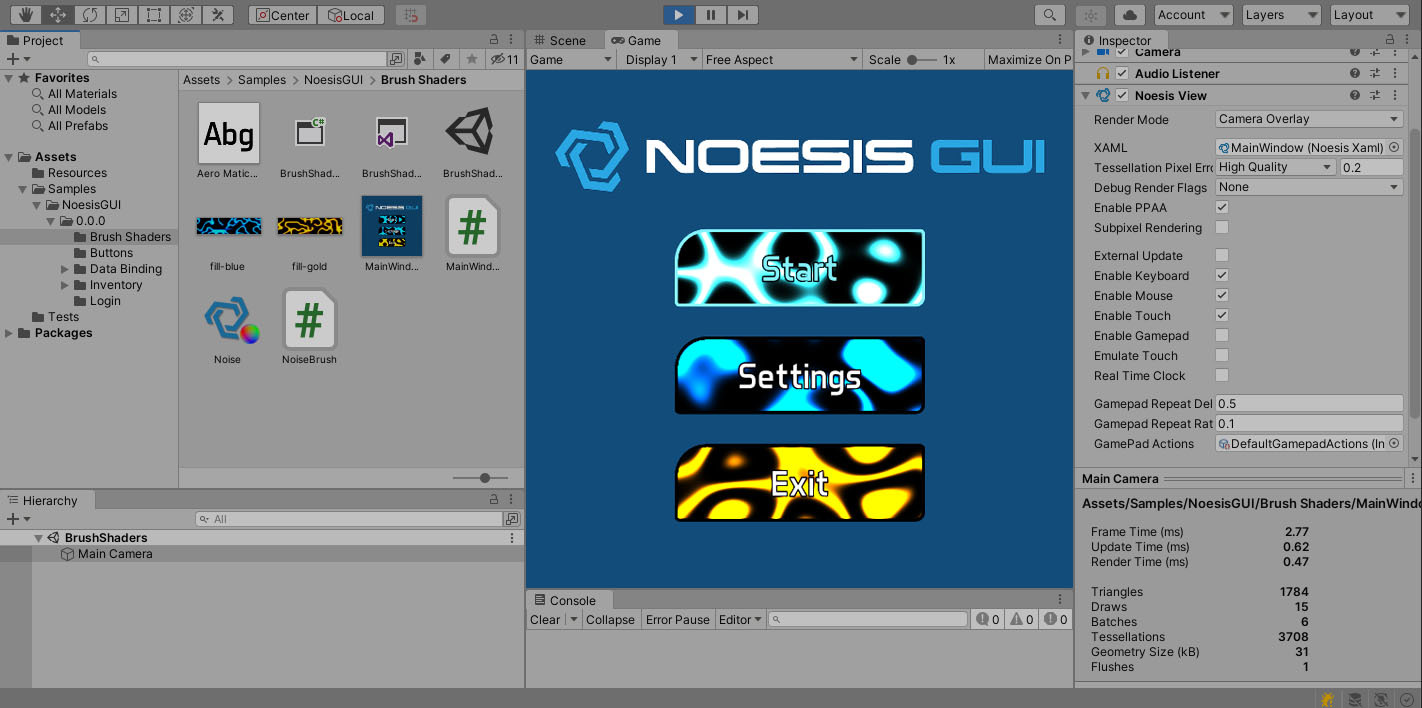 Center
Local
Account
Layers
Layout
Project
11
Favorites
All Materials
All Models
All Prefabs
Assets
Resources
Samples
NoesisGUI
0.0.0
Brush Shaders
Buttons
Data Binding
Inventory
Login
Tests
Packages
Assets > Samples > NoesisGUI > Brush Shaders
Abg
C#
Aero Matic...
BrushShad...
BrushShad...
BrushShad...
NOESIS GUI
#
fill-blue
fill-gold
MainWind...
MainWind...
#
Noise
NoiseBrush
Hierarchy
All
BrushShaders
Main Camera
Scene
Game
Game
Display 1
Free Aspect
Scale
1x
Maximize On P
NOESIS GUI
Start
Settings
Exit
Console
Clear
Collapse
Error Pause
Editor
0
0
0
Inspector
Camera
Audio Listener
Noesis View
Render Mode
Camera Overlay
XAML
MainWindow (Noesis Xaml)
Tessellation Pixel Erro
High Quality
0.2
Debug Render Flags
None
Enable PPAA
Subpixel Rendering
External Update
Enable Keyboard
Enable Mouse
Enable Touch
Enable Gamepad
Emulate Touch
Real Time Clock
Gamepad Repeat Del
0.5
Gamepad Repeat Rat
0.1
GamePad Actions
DefaultGamepadActions (In
Main Camera
Assets/Samples/NoesisGUI/Brush Shaders/MainWindo
Frame Time (ms) 2.77
Update Time (ms) 0.62
Render Time (ms) 0.47
Triangles 1784
Draws 15
Batches 6
Tessellations 3708
Geometry Size (kB) 31
Flushes 1